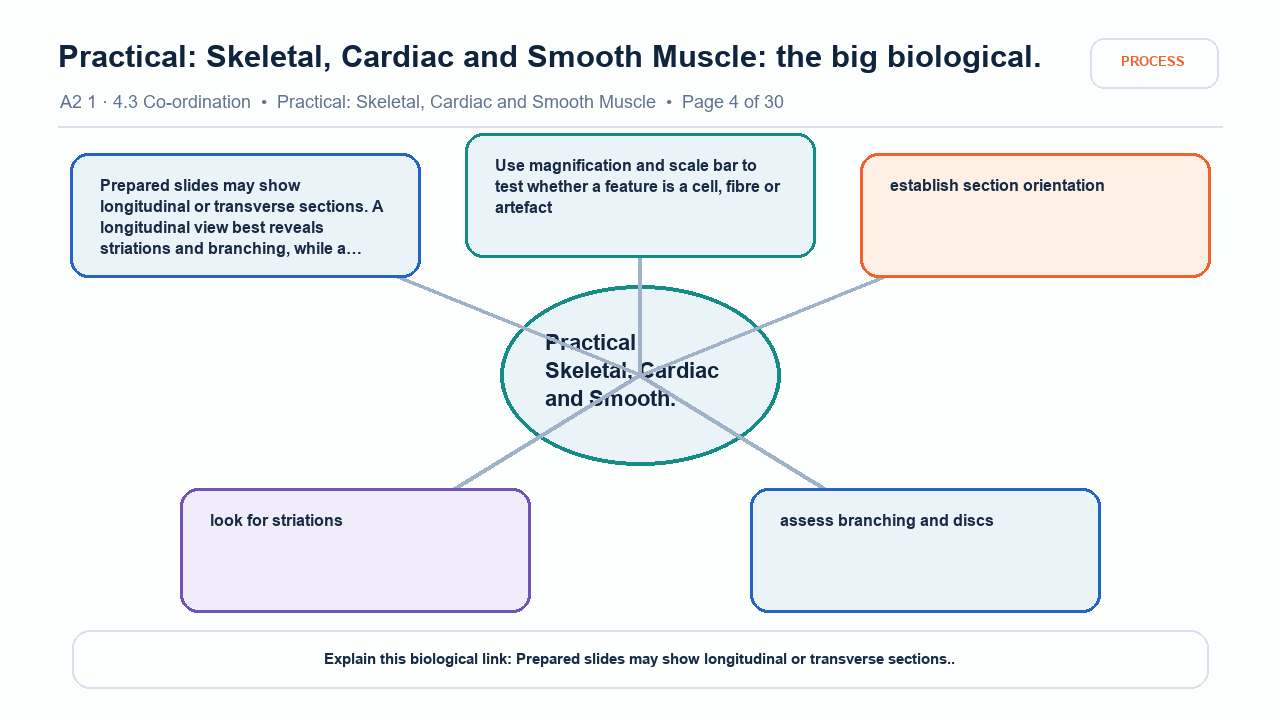 Practical: Skeletal, Cardiac and Smooth Muscle: the big biological.
PROCESS
A2 1 · 4.3 Co-ordination • Practical: Skeletal, Cardiac and Smooth Muscle • Page 4 of 30
Prepared slides may show
longitudinal or transverse sections. A
longitudinal view best reveals
striations and branching, while a…
Use magnification and scale bar to
test whether a feature is a cell, fibre or
artefact
establish section orientation
Practical
Skeletal, Cardiac
and Smooth.
look for striations
assess branching and discs
Explain this biological link: Prepared slides may show longitudinal or transverse sections..